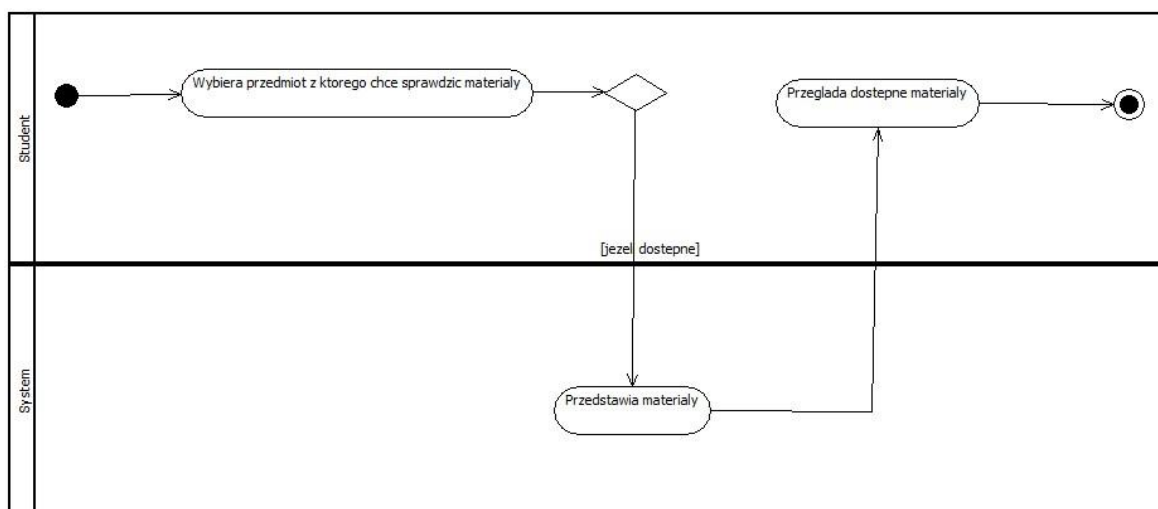 Student
Wybiera przedmiot z ktorego chce sprawdzic materialy
Przeglada dostepne materialy
[jezeli dostepne]
System
Przedstawia materialy